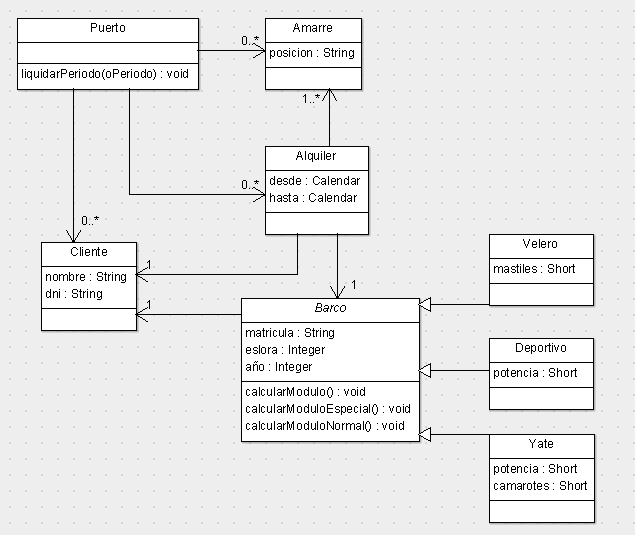 Puerto
liquidarPeriodo(oPeriodo) : void
0..*
Amarre
posicion : String
1..*
Alquiler
desde : Calendar
hasta : Calendar
0..*
0..*
Cliente
nombre : String
dni : String
1
1
1
Barco
matricula : String
eslora : Integer
año : Integer
calcularModulo() : void
calcularModuloEspecial() : void
calcularModuloNormal() : void
Velero
mastiles : Short
Deportivo
potencia : Short
Yate
potencia : Short
camarotes : Short